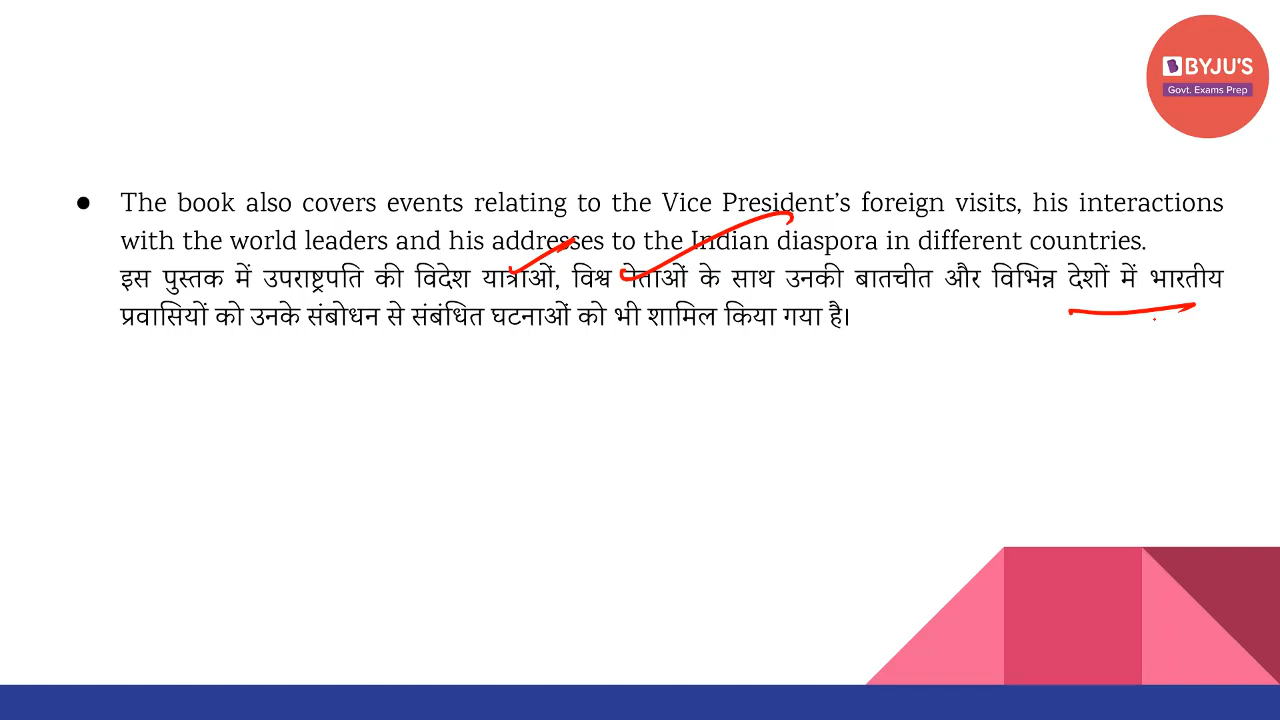 BYJU'S
Govt. Exams Prep
● The book also covers events relating to the Vice President's foreign visits, his interactions
with the world leaders and his addresses to the Indian diaspora in different countries.
इस पुस्तक में उपराष्ट्रपति की विदेश यात्राओं, विश्व नेताओं के साथ उनकी बातचीत और विभिन्न देशों में भारतीय
प्रवासियों को उनके संबोधन से संबंधित घटनाओं को भी शामिल किया गया है।